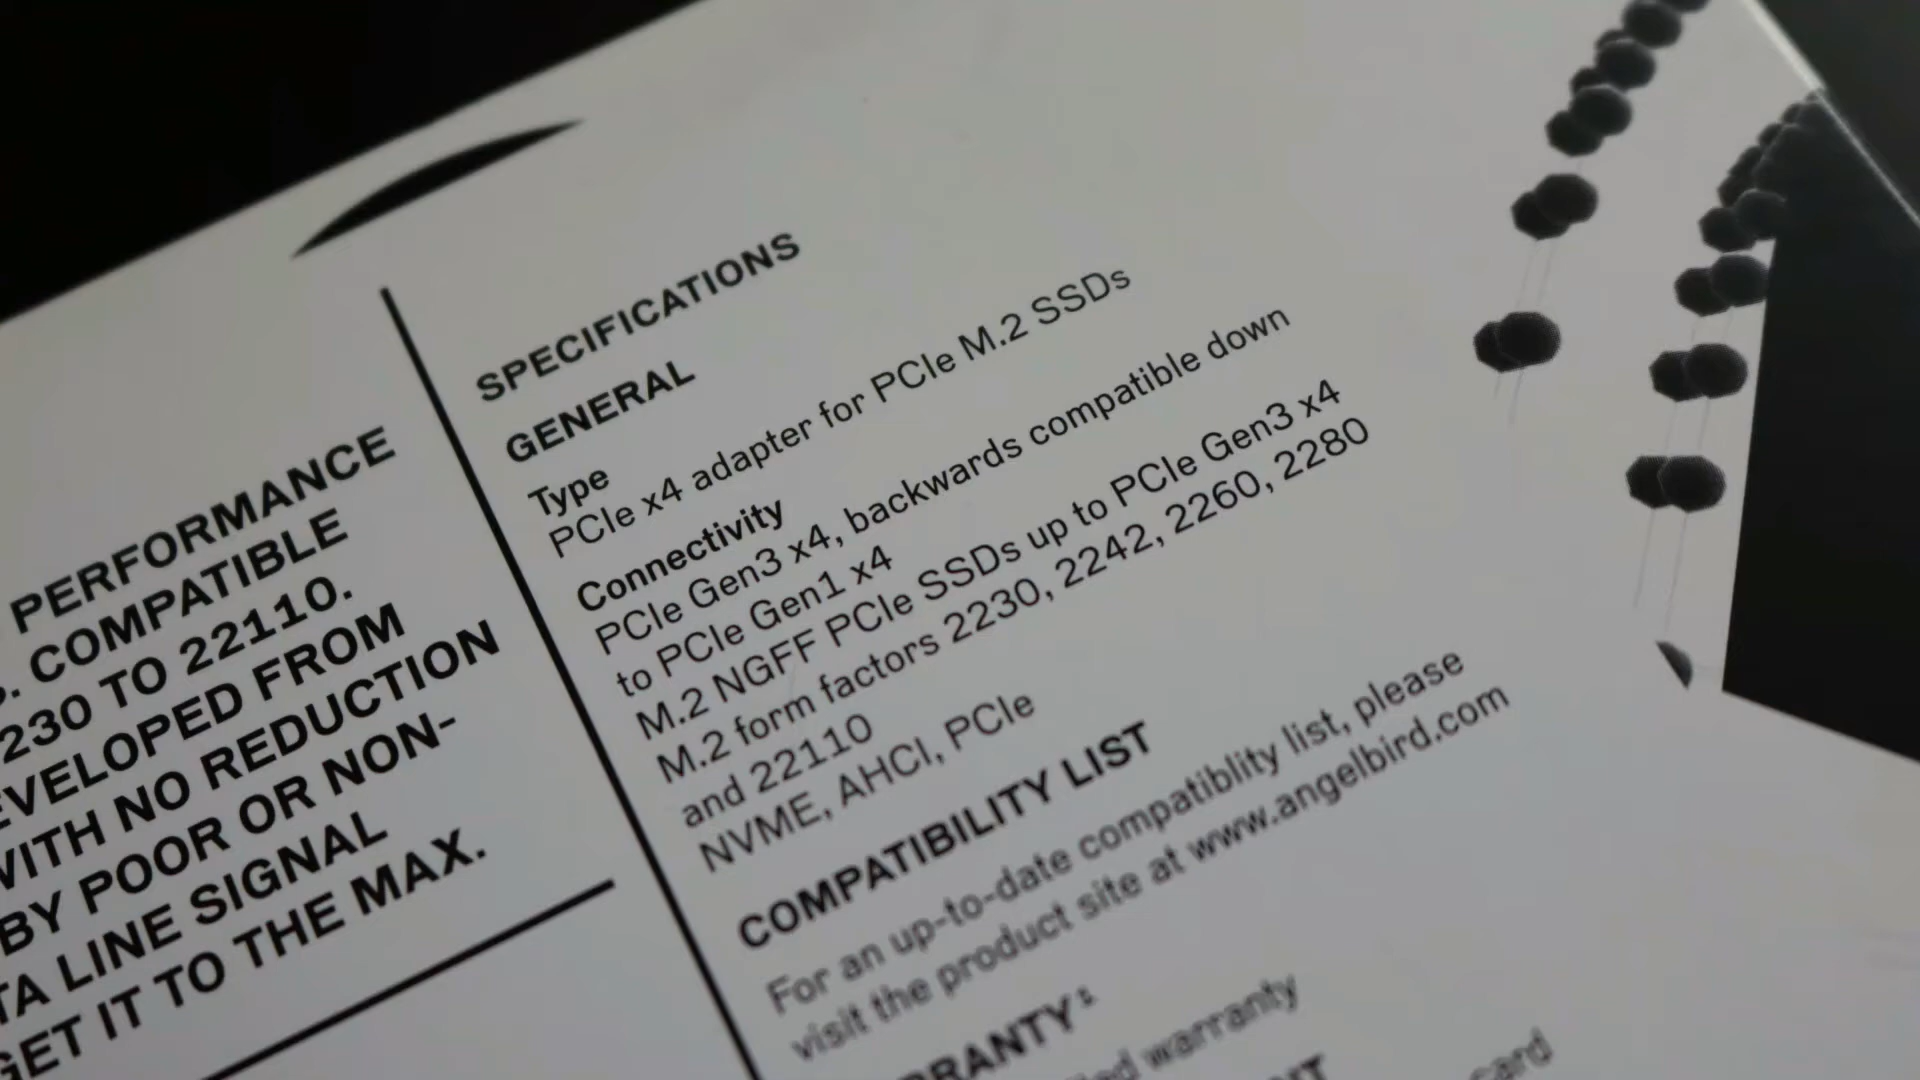 PERFORMANCE
. COMPATIBLE
230 TO 22110.
EVELOPED FROM
WITH NO REDUCTION
BY POOR OR NON-
TA LINE SIGNAL
GET IT TO THE MAX.
SPECIFICATIONS
GENERAL
Type
PCIe x4 adapter for PCIe M.2 SSDs
Connectivity
PCIe Gen3 x4, backwards compatible down
to PCIe Gen1 x4
M.2 NGFF PCIe SSDs up to PCIe Gen3 x4
M.2 form factors 2230, 2242, 2260, 2280
and 22110
NVME, AHCI, PCIe
COMPATIBILITY LIST
For an up-to-date compatiblity list, please
visit the product site at www.angelbird.com
RRANTY
warranty
card